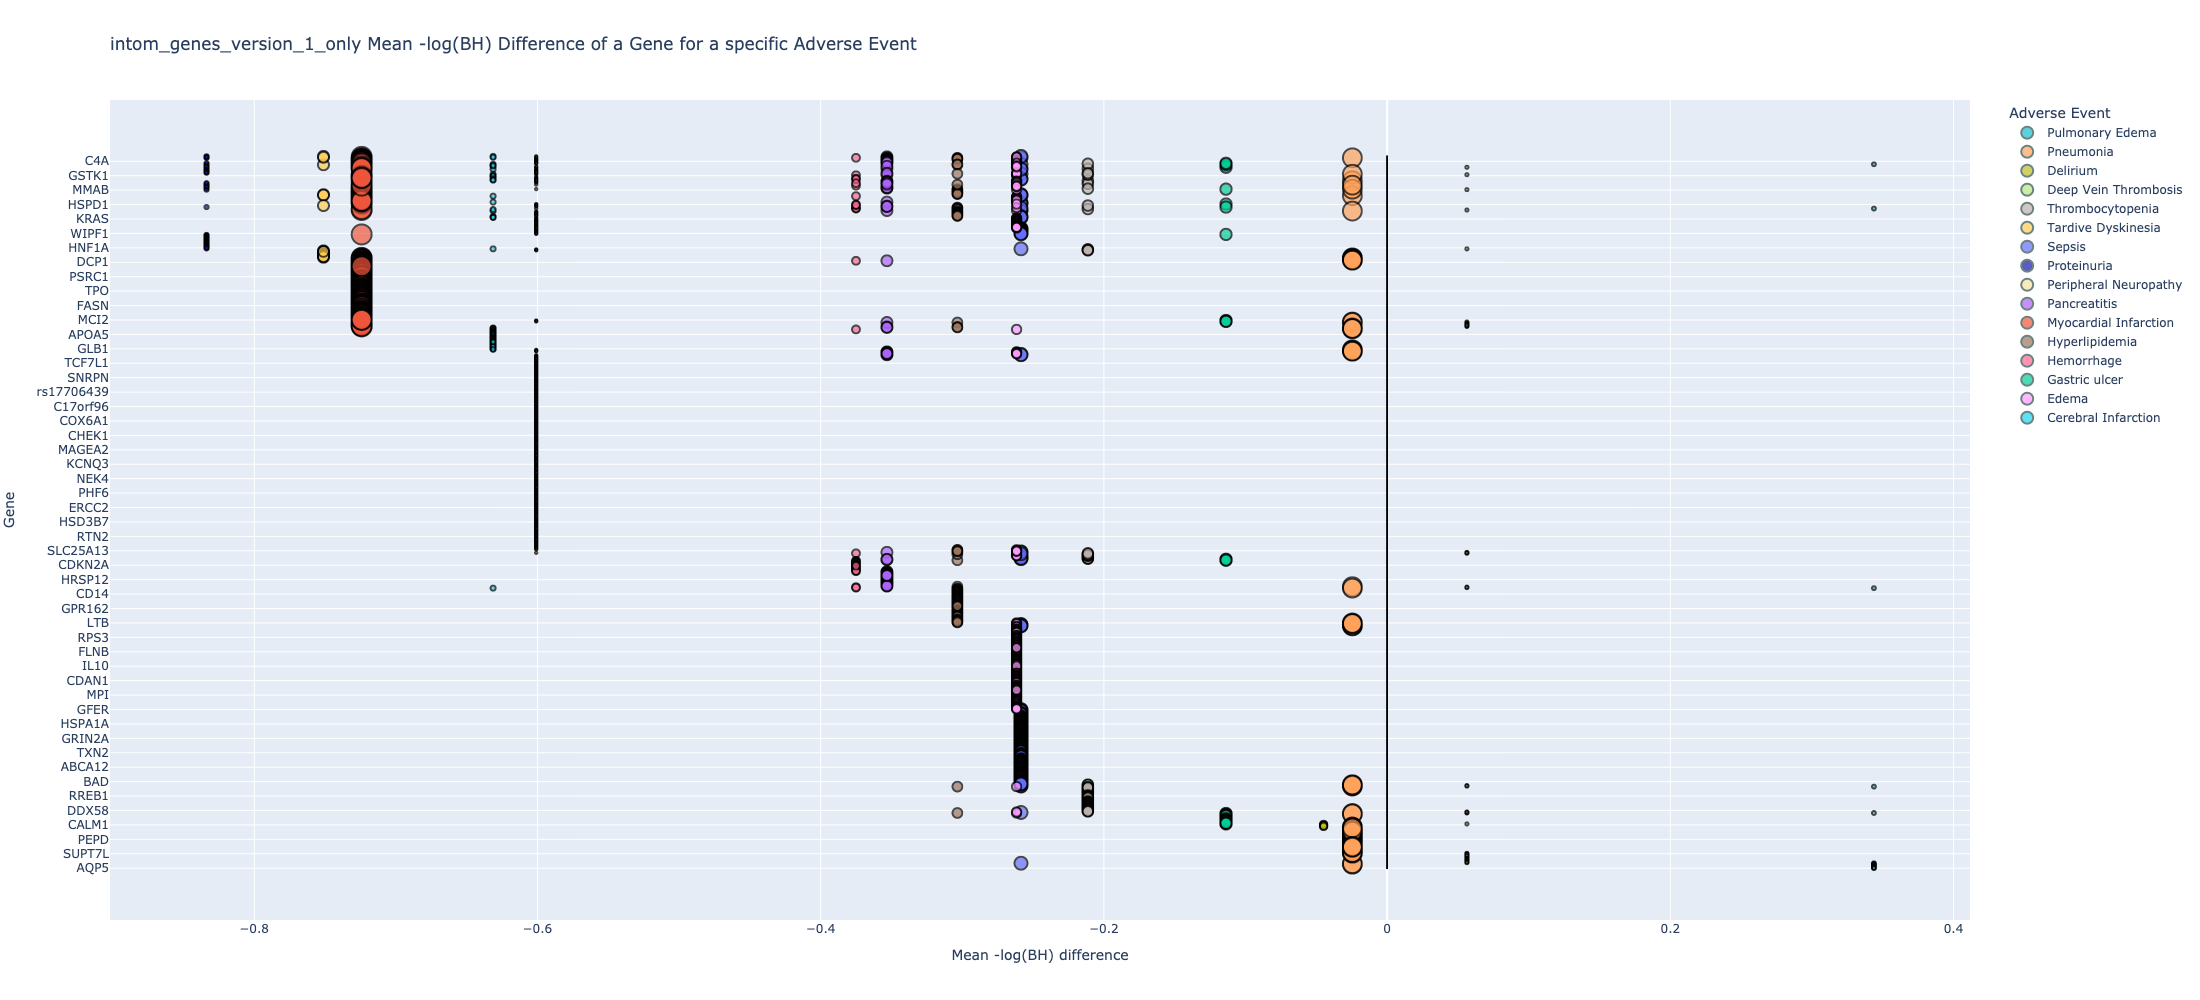 intom_genes_version_1_only Mean -log(BH) Difference of a Gene for a specific Adverse Event
Gene
C4A
GSTK1
MMAB
HSPD1
KRAS
WIPF1
HNF1A
DCP1
PSRC1
TPO
FASN
MCI2
APOA5
GLB1
TCF7L1
SNRPN
rs17706439
C17orf96
COX6A1
CHEK1
MAGEA2
KCNQ3
NEK4
PHF6
ERCC2
HSD3B7
RTN2
SLC25A13
CDKN2A
HRSP12
CD14
GPR162
LTB
RPS3
FLNB
IL10
CDAN1
MPI
GFER
HSPA1A
GRIN2A
TXN2
ABCA12
BAD
RREB1
DDX58
CALM1
PEPD
SUPT7L
AQP5
−0.8 −0.6 −0.4 −0.2 0 0.2 0.4
Mean -log(BH) difference
Adverse Event
Pulmonary Edema
Pneumonia
Delirium
Deep Vein Thrombosis
Thrombocytopenia
Tardive Dyskinesia
Sepsis
Proteinuria
Peripheral Neuropathy
Pancreatitis
Myocardial Infarction
Hyperlipidemia
Hemorrhage
Gastric ulcer
Edema
Cerebral Infarction